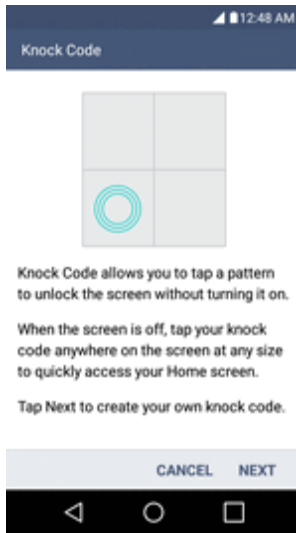 12:48 AM
Knock Code
Knock Code allows you to tap a pattern
to unlock the screen without turning it on.
When the screen is off, tap your knock
code anywhere on the screen at any size
to quickly access your Home screen.
Tap Next to create your own knock code.
CANCEL NEXT